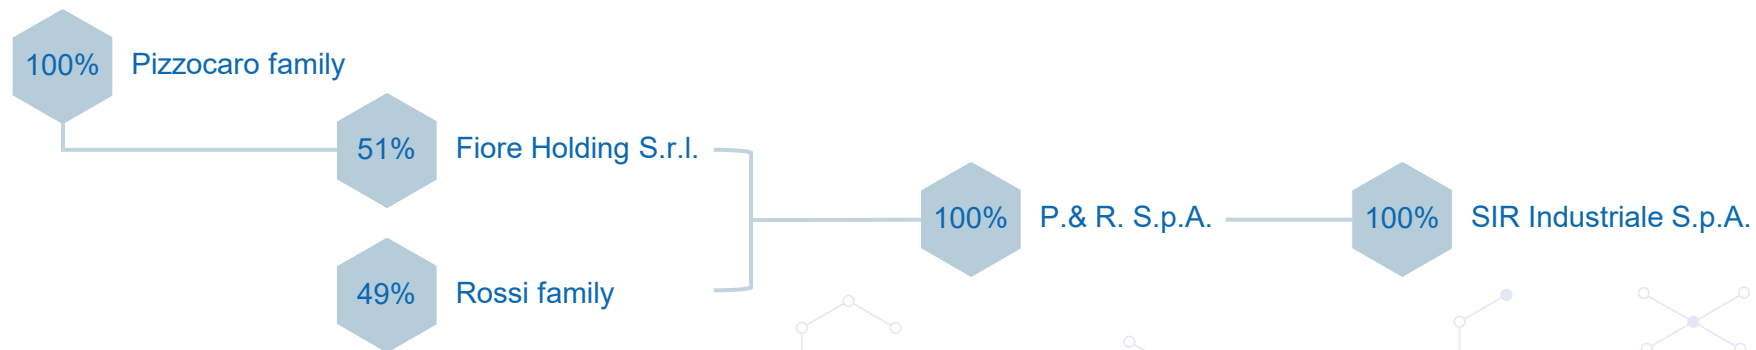 100% Pizzocaro family
51% Fiore Holding S.r.l.
100% P.& R. S.p.A.
100% SIR Industriale S.p.A.
49% Rossi family